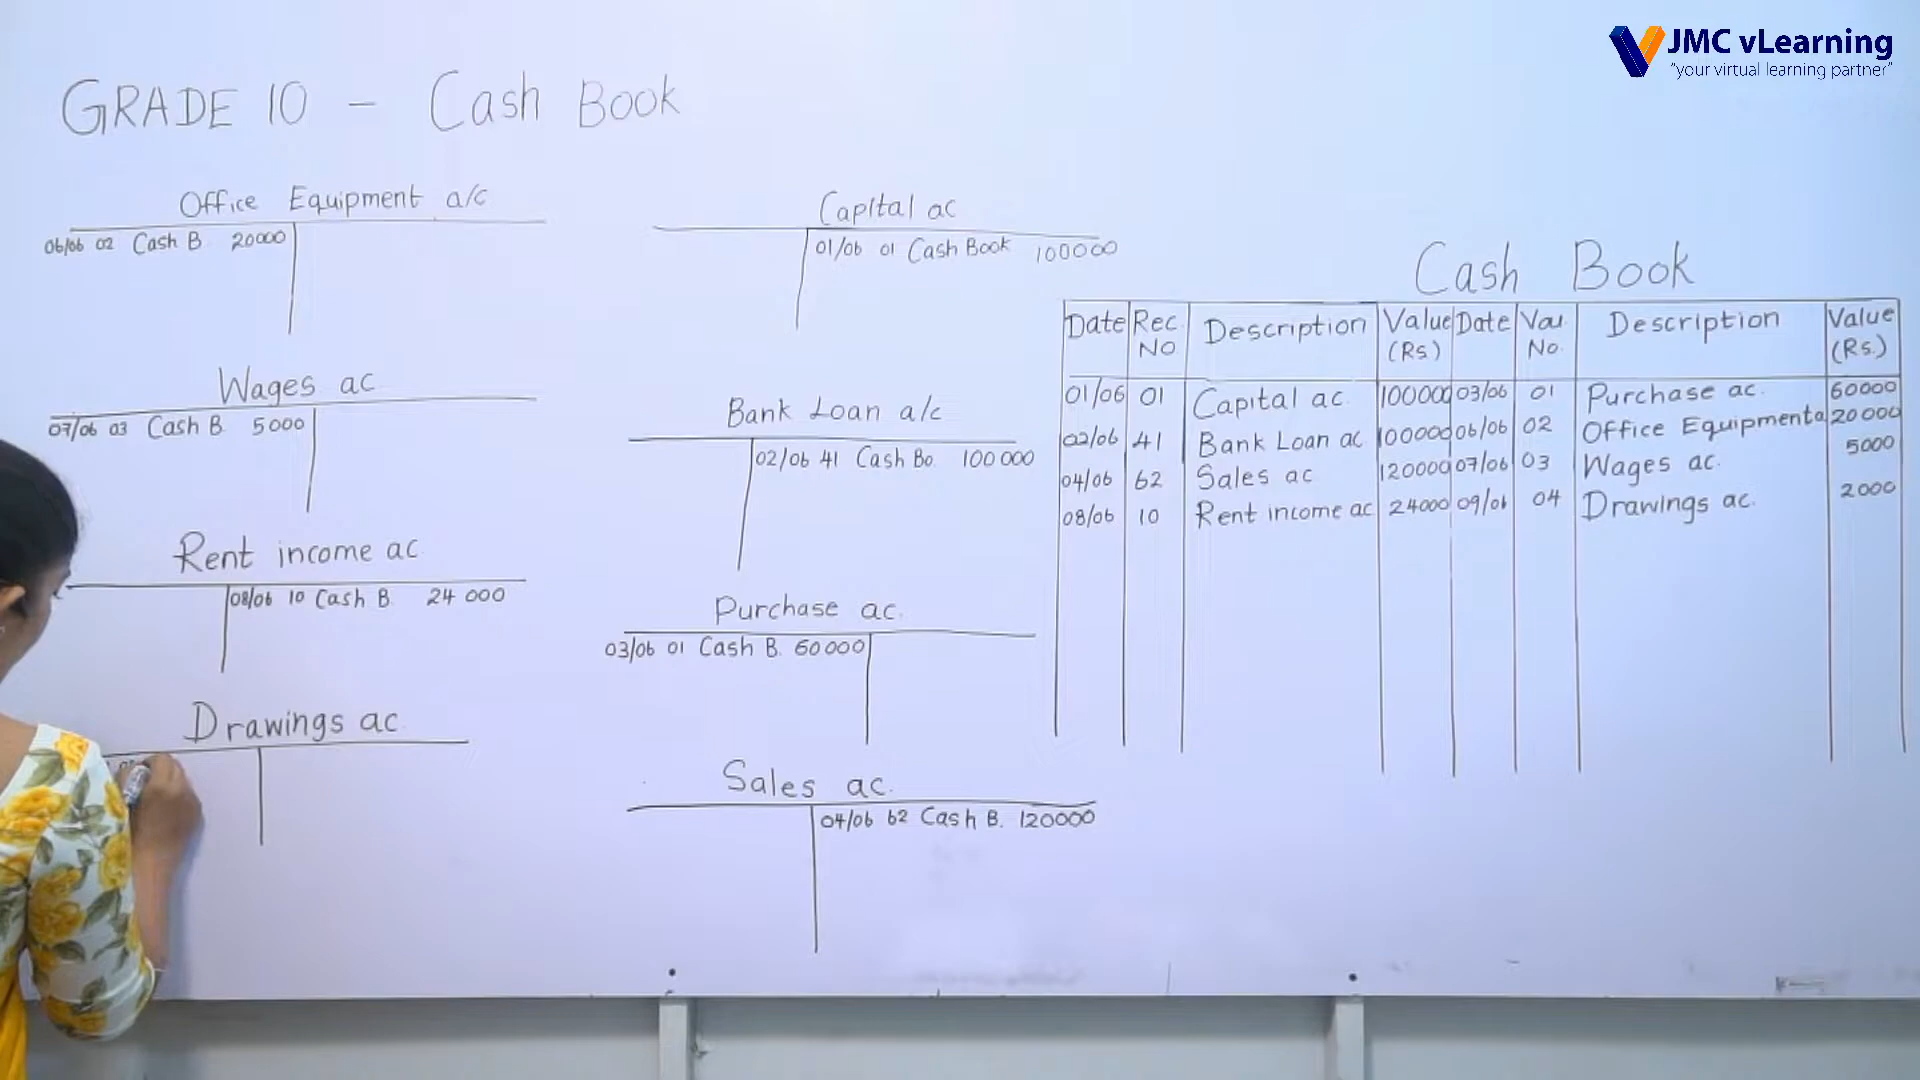 JMC vLearning
"your virtual learning partner"
GRADE 10 - Cash Book
Office Equipment a/c
06/06 02 Cash B. 20000
Wages ac
07/06 03 Cash B. 5000
Rent income ac
08/06 10 Cash B. 24 000
Drawings ac.
Capital ac
01/06 01 Cash Book 100000
Bank Loan a/c
02/06 41 Cash Bo. 100 000
Purchase ac.
03/06 01 Cash B. 60000
Sales ac.
04/06 62 Cash B. 120000
Cash Book
Date Rec. No Description Value (Rs) Date Vou No. Description Value (Rs.)
01/06 01 Capital ac. 100000 03/06 01 Purchase ac. 60000
02/06 41 Bank Loan ac 100000 06/06 02 Office Equipment a 20000
04/06 62 Sales ac 120000 07/06 03 Wages ac. 5000
08/06 10 Rent income ac 24000 09/06 04 Drawings ac. 2000